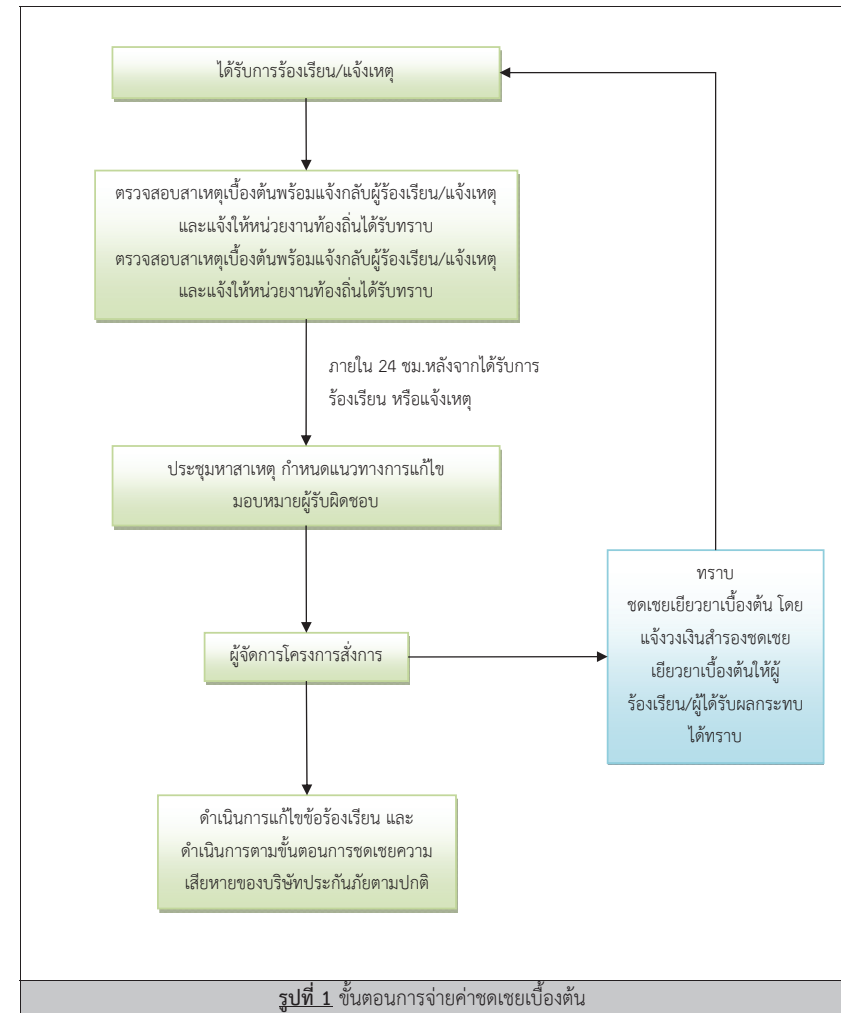 ได้รับการร้องเรียน/แจ้งเหตุ
ตรวจสอบสาเหตุเบื้องต้นพร้อมแจ้งกลับผู้ร้องเรียน/แจ้งเหตุ
และแจ้งให้หน่วยงานท้องถิ่นได้รับทราบ
ตรวจสอบสาเหตุเบื้องต้นพร้อมแจ้งกลับผู้ร้องเรียน/แจ้งเหตุ
และแจ้งให้หน่วยงานท้องถิ่นได้รับทราบ
ภายใน 24 ชม.หลังจากได้รับการ
ร้องเรียน หรือแจ้งเหตุ
ประชุมหาสาเหตุ กำหนดแนวทางการแก้ไข
มอบหมายผู้รับผิดชอบ
ผู้จัดการโครงการสั่งการ
ทราบ
ชดเชยเยียวยาเบื้องต้น โดย
แจ้งวงเงินสำรองชดเชย
เยียวยาเบื้องต้นให้ผู้
ร้องเรียน/ผู้ได้รับผลกระทบ
ได้ทราบ
ดำเนินการแก้ไขข้อร้องเรียน และ
ดำเนินการตามขั้นตอนการชดเชยความ
เสียหายของบริษัทประกันภัยตามปกติ
รูปที่ 1 ขั้นตอนการจ่ายค่าชดเชยเบื้องต้น